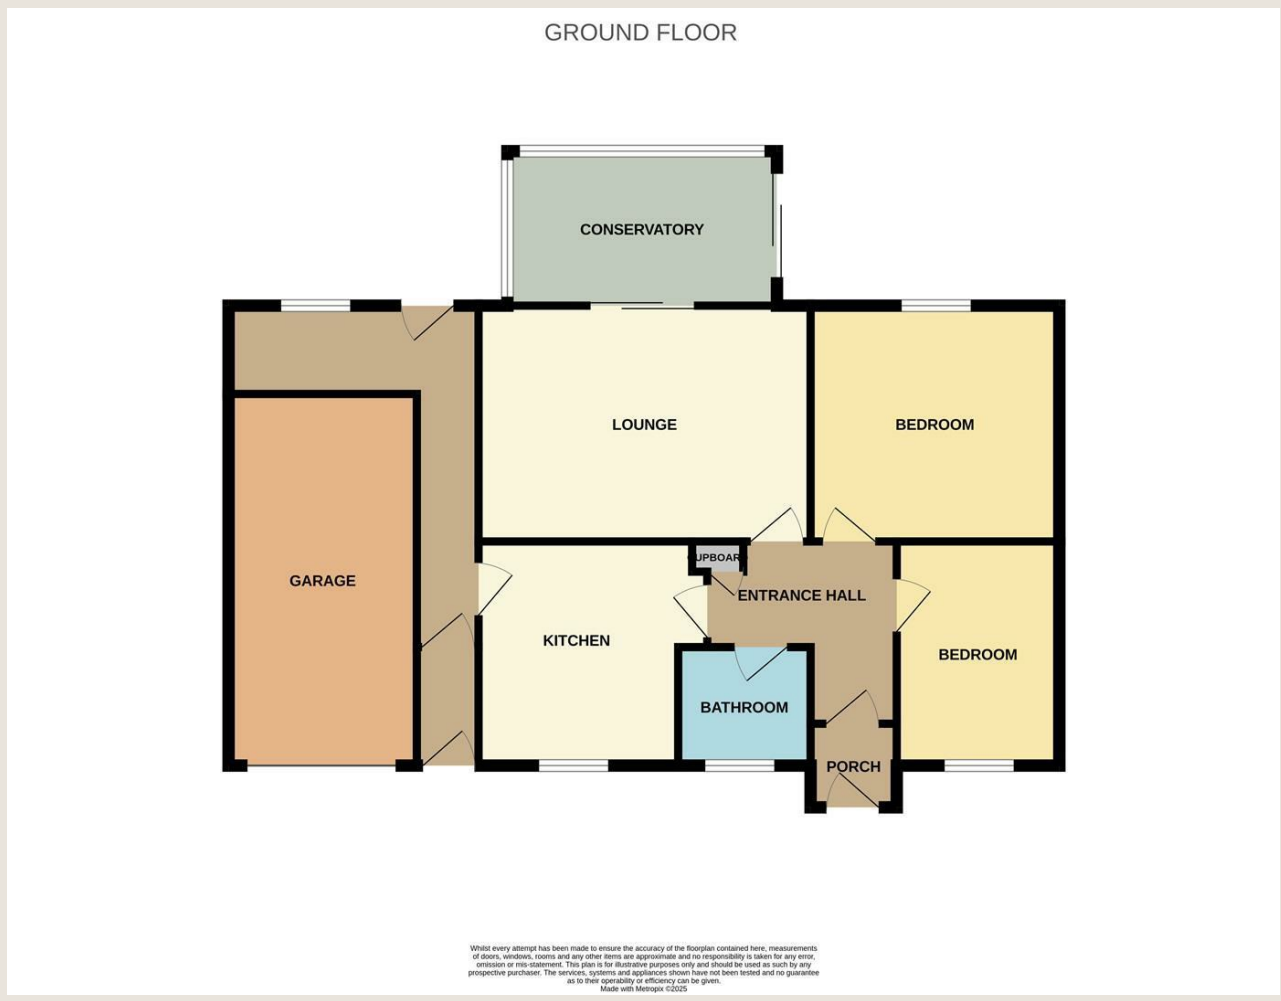 GROUND FLOOR
CONSERVATORY
LOUNGE
BEDROOM
CUPBOARD
ENTRANCE HALL
GARAGE
KITCHEN
BEDROOM
BATHROOM
PORCH
Whilst every attempt has been made to ensure the accuracy of the floorplan contained here, measurements
of doors, windows, rooms and any other items are approximate and no responsibility is taken for any error,
omission or mis-statement. This plan is for illustrative purposes only and should be used as such by any
prospective purchaser. The services, systems and appliances shown have not been tested and no guarantee
as to their operability or efficiency can be given.
Made with Metropix ©2025